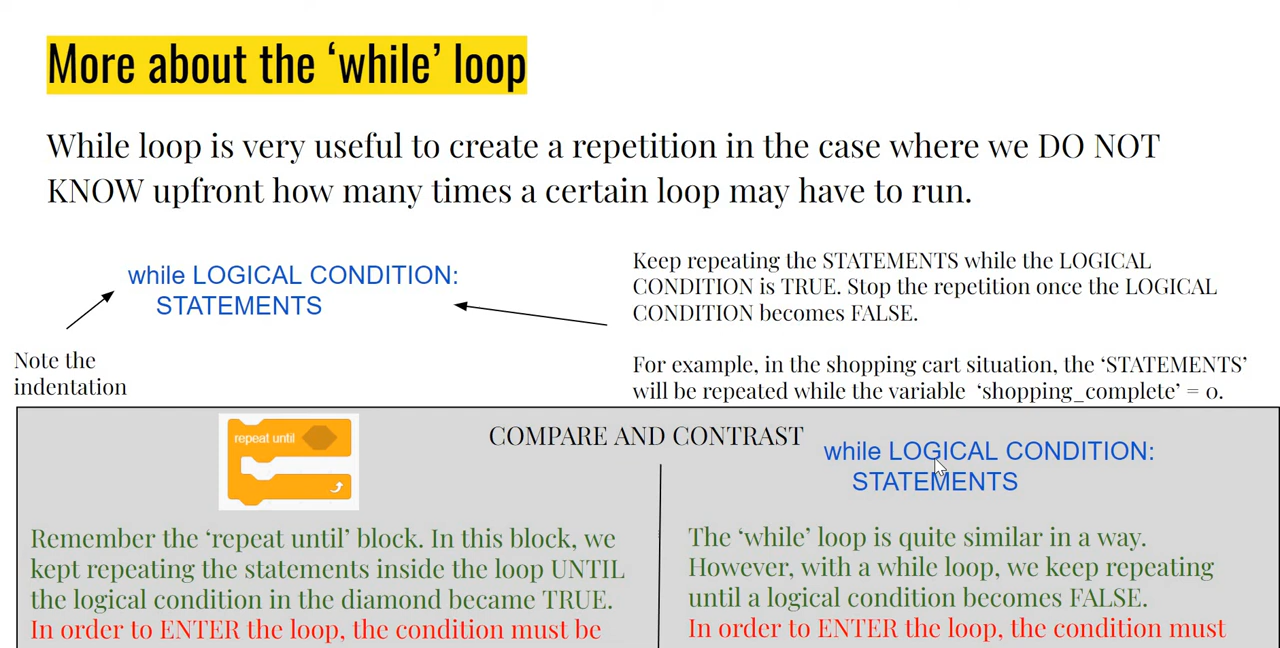 More about the ‘while’ loop
While loop is very useful to create a repetition in the case where we DO NOT
KNOW upfront how many times a certain loop may have to run.
while LOGICAL CONDITION:
STATEMENTS
Note the
indentation
Keep repeating the STATEMENTS while the LOGICAL
CONDITION is TRUE. Stop the repetition once the LOGICAL
CONDITION becomes FALSE.
For example, in the shopping cart situation, the ‘STATEMENTS’
will be repeated while the variable ‘shopping_complete’ = 0.
COMPARE AND CONTRAST
repeat until
Remember the ‘repeat until’ block. In this block, we
kept repeating the statements inside the loop UNTIL
the logical condition in the diamond became TRUE.
In order to ENTER the loop, the condition must be
while LOGICAL CONDITION:
STATEMENTS
The ‘while’ loop is quite similar in a way.
However, with a while loop, we keep repeating
until a logical condition becomes FALSE.
In order to ENTER the loop, the condition must